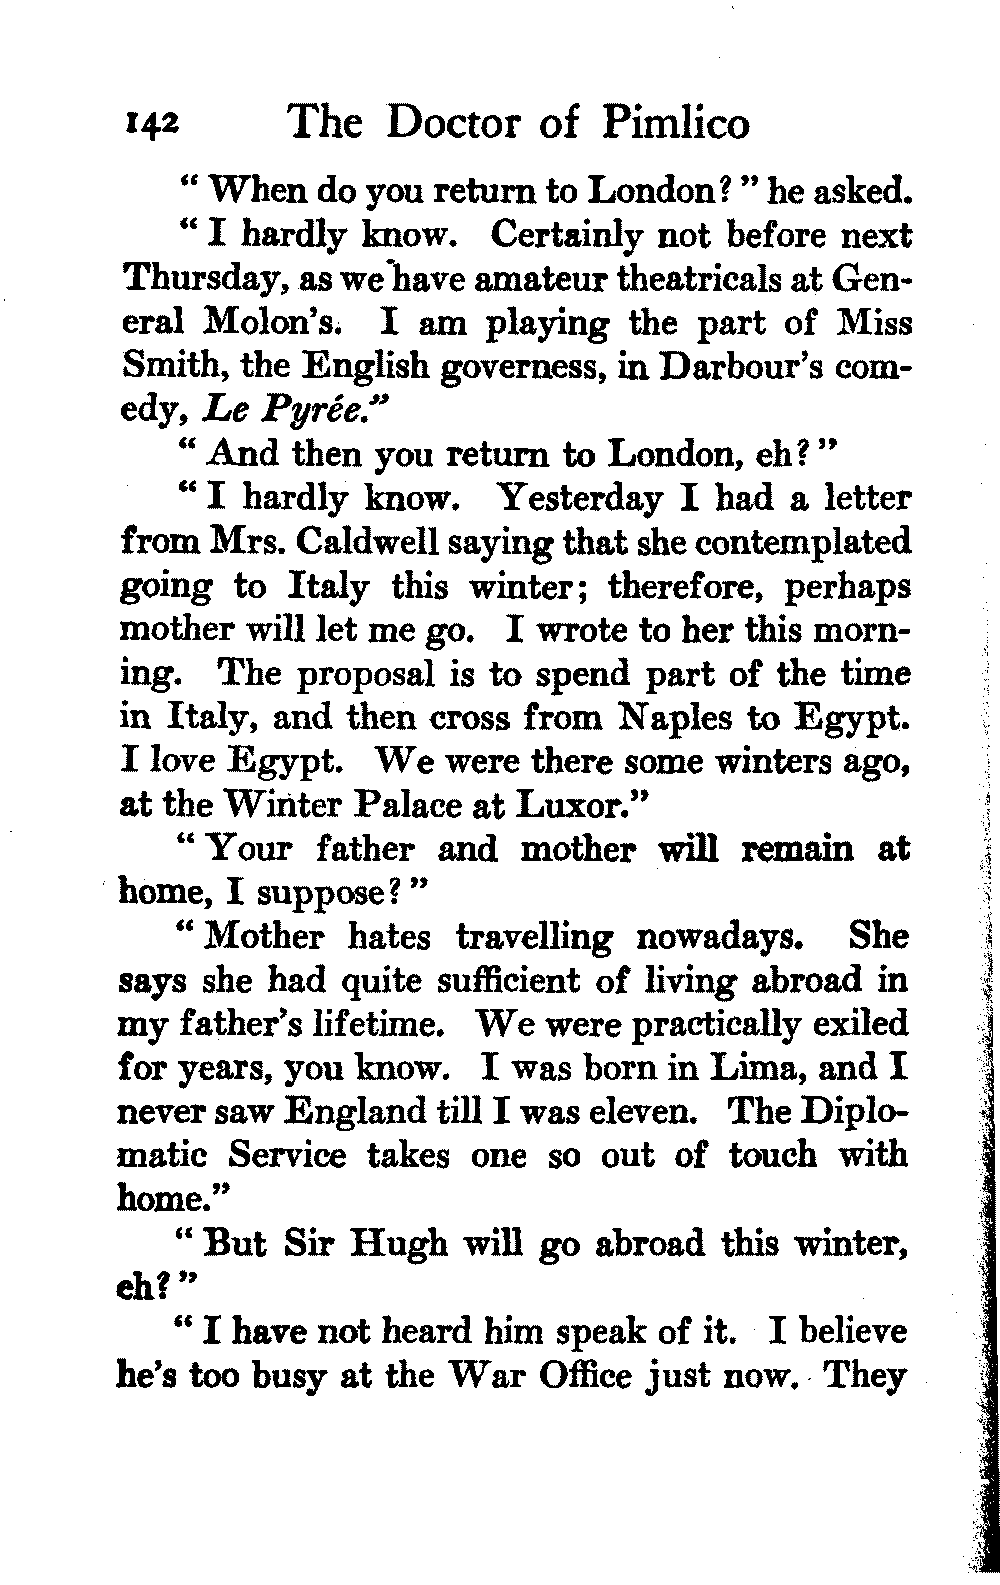 142 The Doctor of Pimlico
“ When do you return to London? ” he asked.
“ I hardly know. Certainly not before next
Thursday, as we have amateur theatricals at Gen-
eral Molon’s. I am playing the part of Miss
Smith, the English governess, in Darbour’s com-
edy, Le Pyrée.”
“ And then you return to London, eh? ”
“ I hardly know. Yesterday I had a letter
from Mrs. Caldwell saying that she contemplated
going to Italy this winter; therefore, perhaps
mother will let me go. I wrote to her this morn-
ing. The proposal is to spend part of the time
in Italy, and then cross from Naples to Egypt.
I love Egypt. We were there some winters ago,
at the Winter Palace at Luxor.”
“ Your father and mother will remain at
home, I suppose? ”
“ Mother hates travelling nowadays. She
says she had quite sufficient of living abroad in
my father’s lifetime. We were practically exiled
for years, you know. I was born in Lima, and I
never saw England till I was eleven. The Diplo-
matic Service takes one so out of touch with
home.”
“ But Sir Hugh will go abroad this winter,
eh? ”
“ I have not heard him speak of it. I believe
he’s too busy at the War Office just now. They